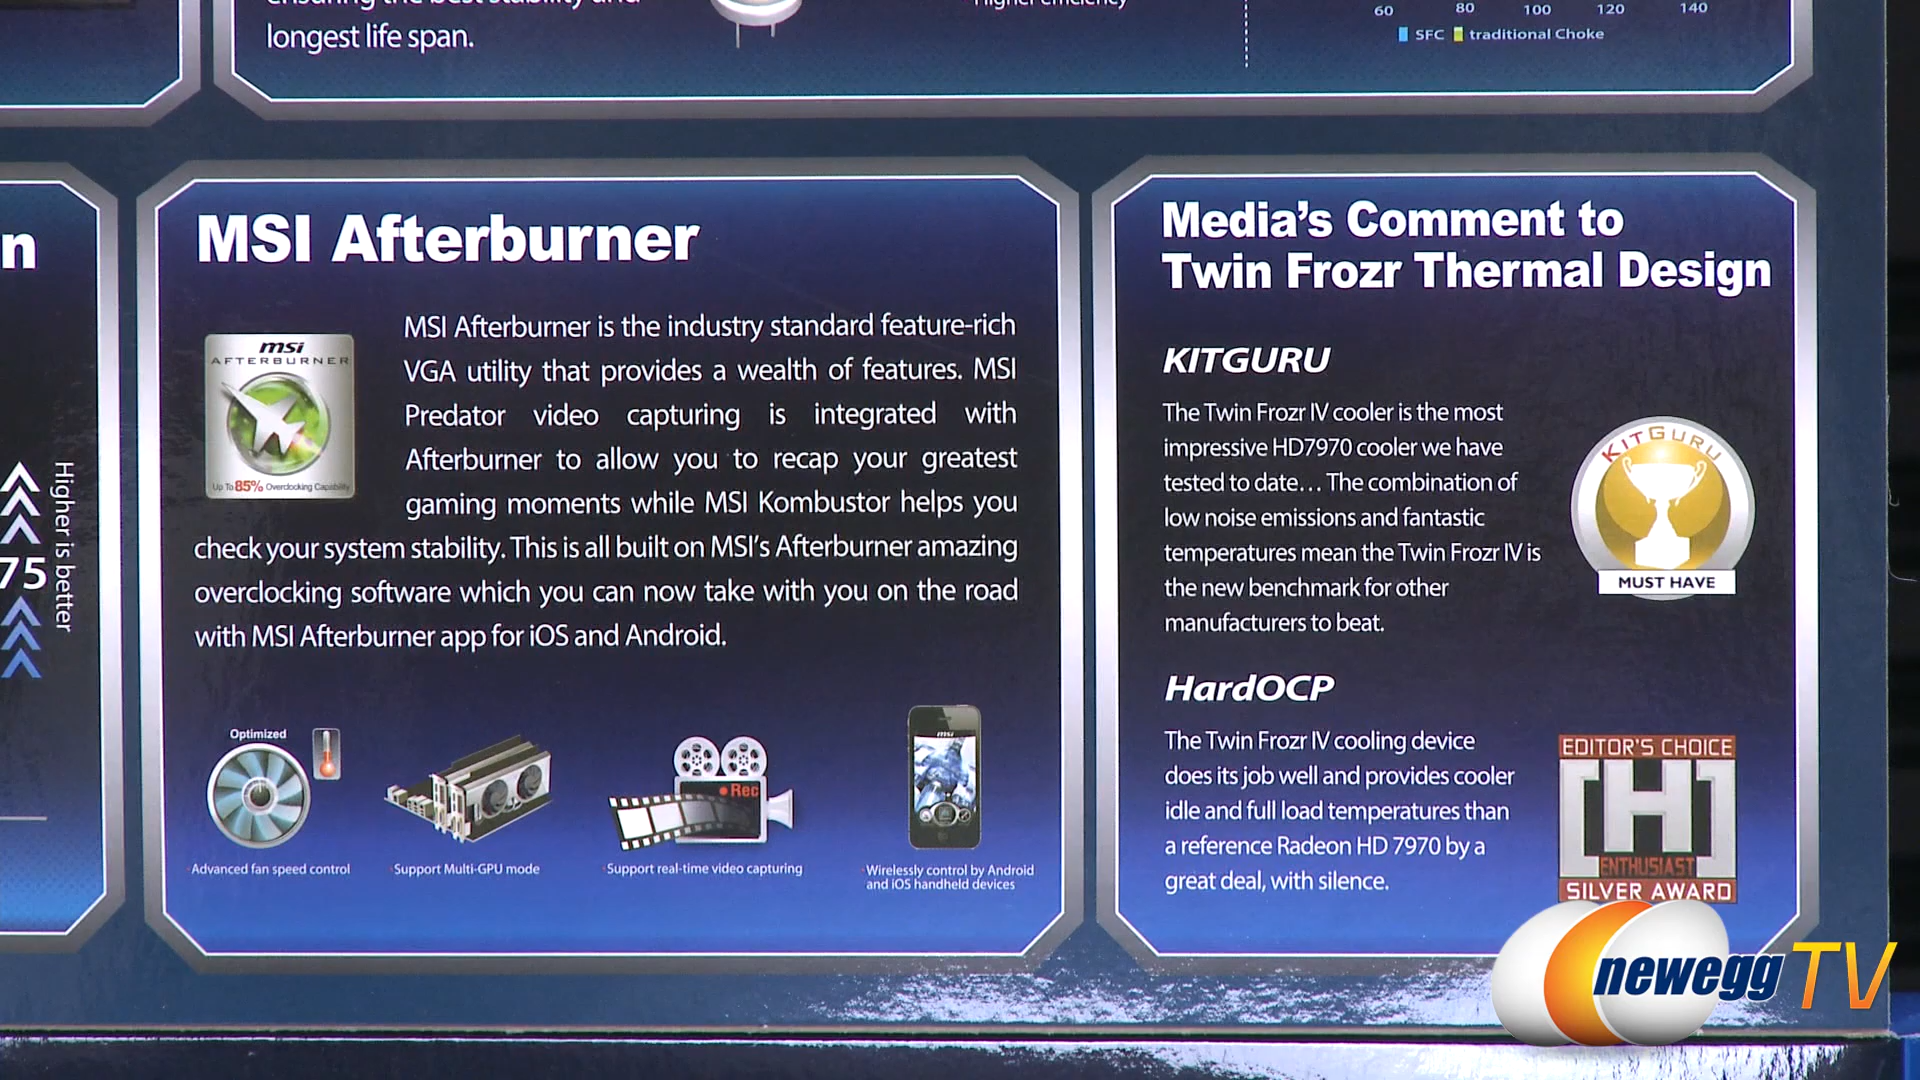 longest life span.
Higher efficiency
60 80 100 120 140
SFC traditional Choke
n
75
Higher is better
MSI Afterburner
msi
AFTERBURNER
Up To 85% Overclocking Capability
MSI Afterburner is the industry standard feature-rich
VGA utility that provides a wealth of features. MSI
Predator video capturing is integrated with
Afterburner to allow you to recap your greatest
gaming moments while MSI Kombustor helps you
check your system stability. This is all built on MSI's Afterburner amazing
overclocking software which you can now take with you on the road
with MSI Afterburner app for iOS and Android.
Optimized
Rec
msi
Advanced fan speed control
Support Multi-GPU mode
Support real-time video capturing
Wirelessly control by Android
and iOS handheld devices
Media's Comment to
Twin Frozr Thermal Design
KITGURU
The Twin Frozr IV cooler is the most
impressive HD7970 cooler we have
tested to date... The combination of
low noise emissions and fantastic
temperatures mean the Twin Frozr IV is
the new benchmark for other
manufacturers to beat.
KITGURU
MUST HAVE
HardOCP
The Twin Frozr IV cooling device
does its job well and provides cooler
idle and full load temperatures than
a reference Radeon HD 7970 by a
great deal, with silence.
EDITOR'S CHOICE
[H]
ENTHUSIAST
SILVER AWARD
newegg TV